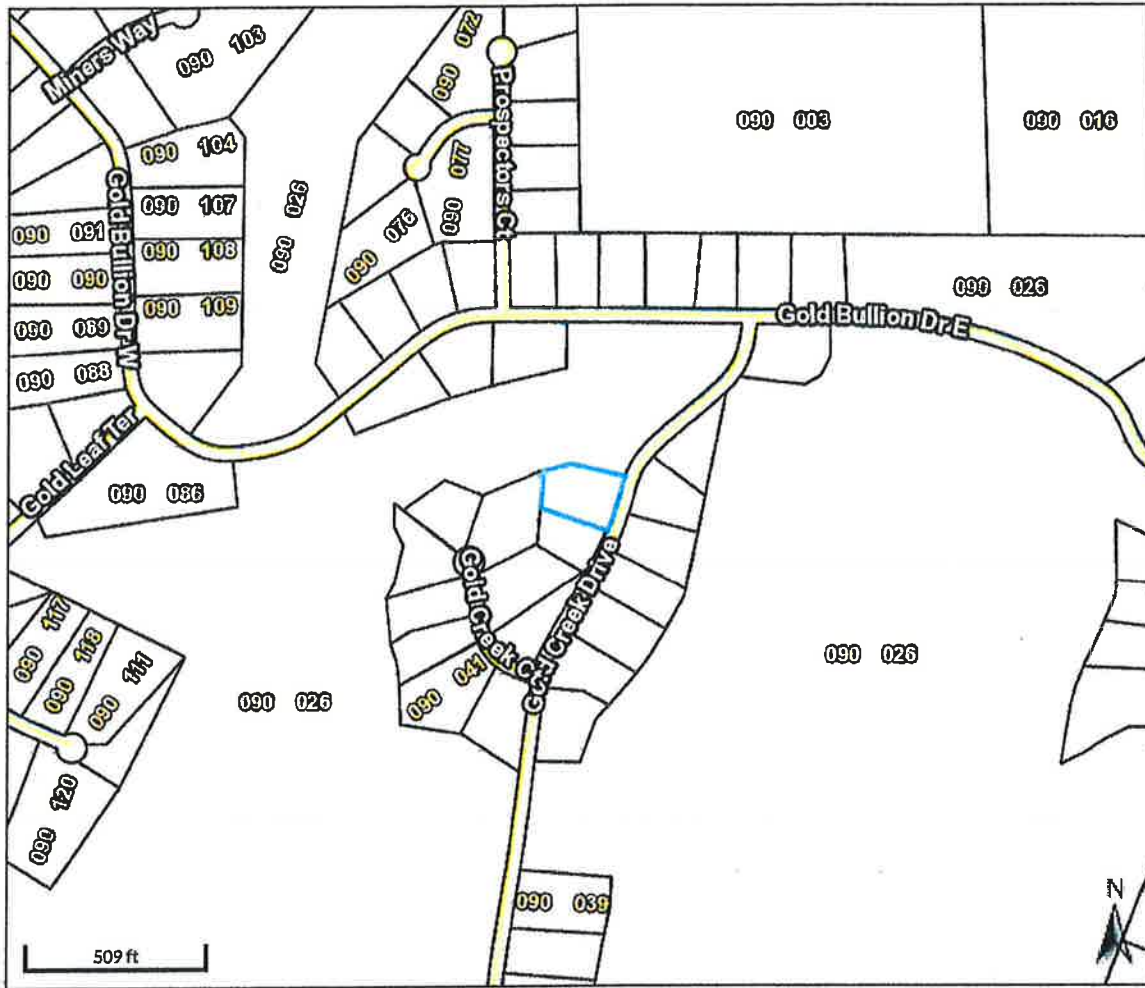 Miners Way
090 103
090 072
Prospectors Ct
090 003
090 016
090 104
090 077
Gold Bullion Dr W
090 107
090 026
090 091
090 076
090 108
090 090
090 026
090 109
090 089
Gold Bullion Dr E
090 088
Gold Leaf Ter
090 086
Gold Creek Drive
Gold Creek C
090 117
090 118
090 111
090 041
090 026
090 026
090 120
090 039
N
509 ft